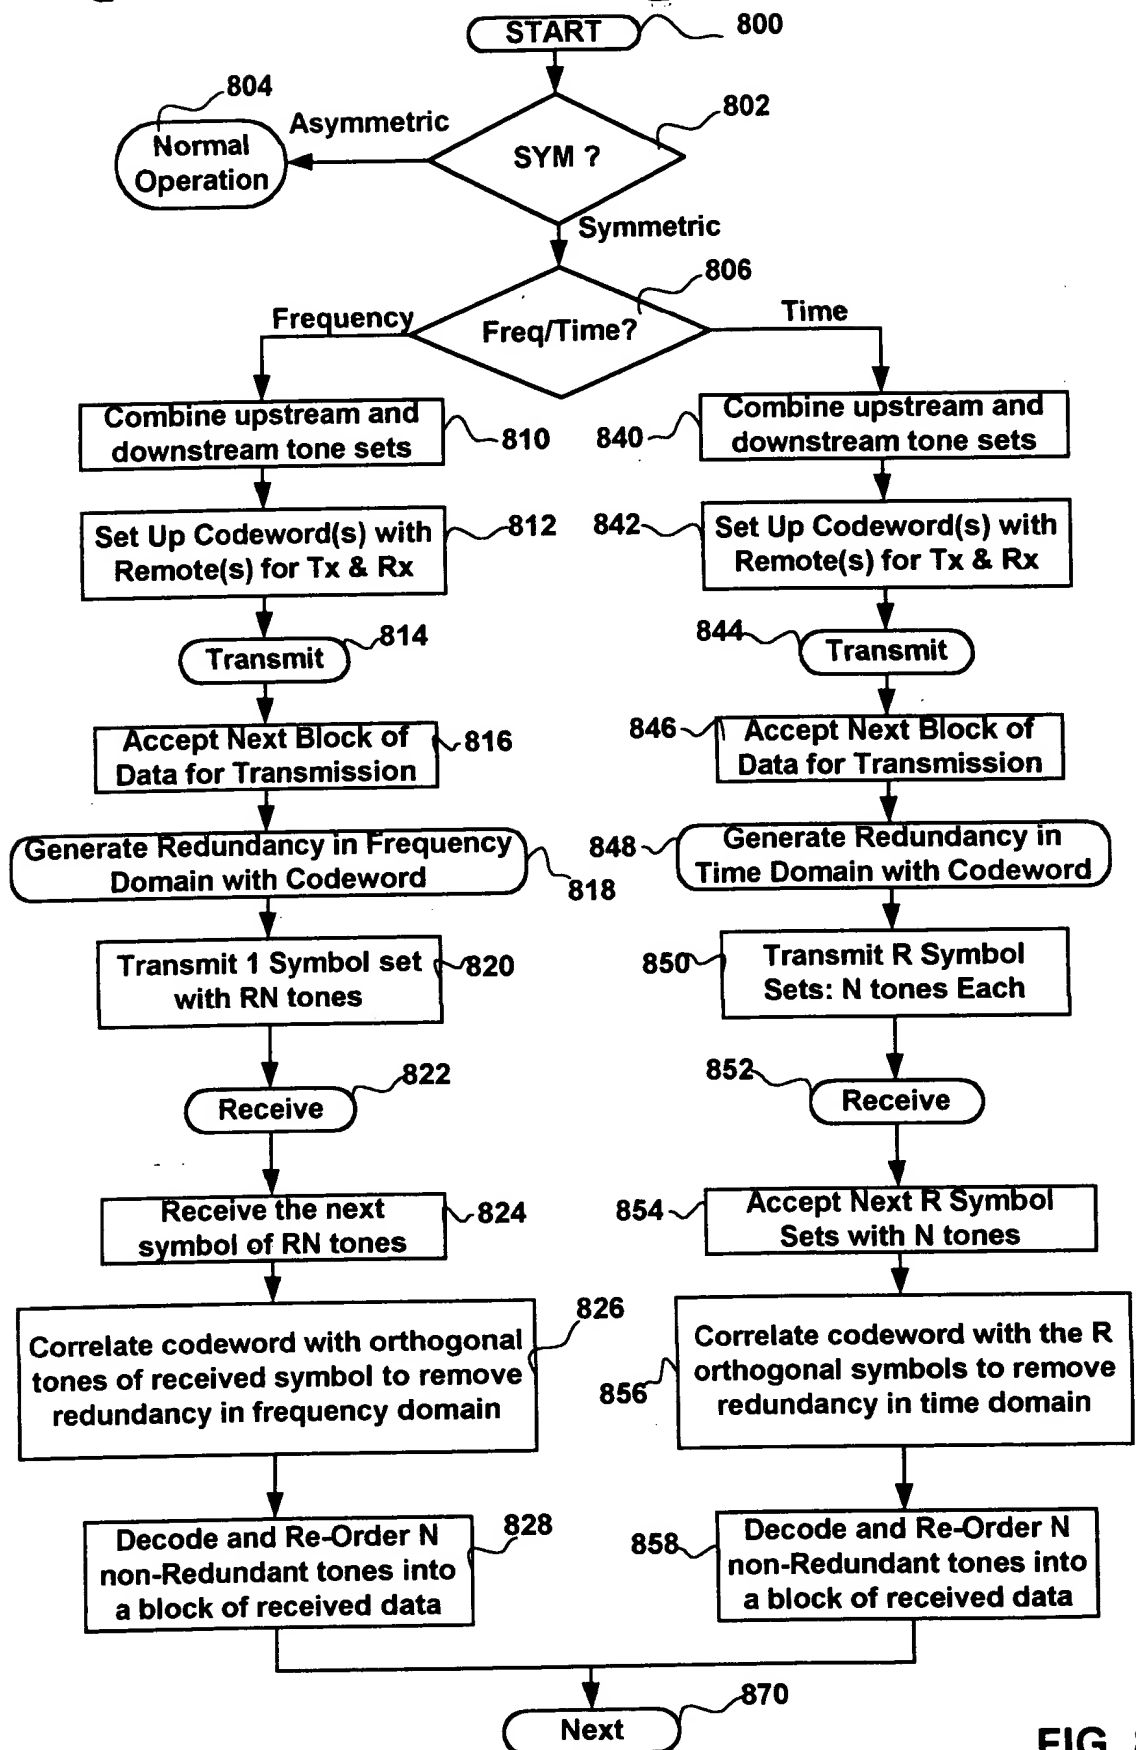 START
800
804
802
Asymmetric
Normal
Operation
SYM ?
Symmetric
806
Frequency
Freq/Time?
Time
Combine upstream and
downstream tone sets
810
840
Combine upstream and
downstream tone sets
Set Up Codeword(s) with
Remote(s) for Tx & Rx
812
842
Set Up Codeword(s) with
Remote(s) for Tx & Rx
814
Transmit
844
Transmit
Accept Next Block of
Data for Transmission
816
846
Accept Next Block of
Data for Transmission
Generate Redundancy in Frequency
Domain with Codeword
818
848
Generate Redundancy in
Time Domain with Codeword
Transmit 1 Symbol set
with RN tones
820
850
Transmit R Symbol
Sets: N tones Each
822
Receive
852
Receive
Receive the next
symbol of RN tones
824
854
Accept Next R Symbol
Sets with N tones
826
Correlate codeword with orthogonal
tones of received symbol to remove
redundancy in frequency domain
856
Correlate codeword with the R
orthogonal symbols to remove
redundancy in time domain
Decode and Re-Order N
non-Redundant tones into
a block of received data
828
858
Decode and Re-Order N
non-Redundant tones into
a block of received data
870
Next
FIG.